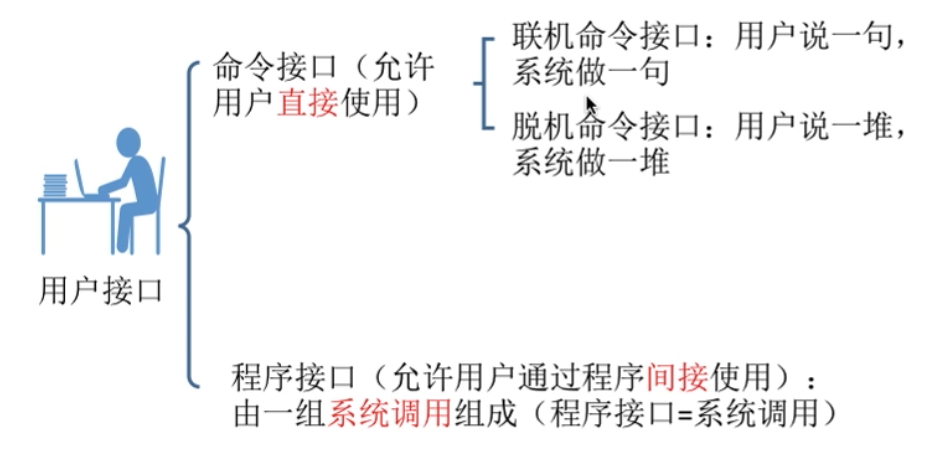 命令接口（允许
用户直接使用）
联机命令接口：用户说一句，
系统做一句
脱机命令接口：用户说一堆，
系统做一堆
用户接口
程序接口（允许用户通过程序间接使用）：
由一组系统调用组成（程序接口=系统调用）